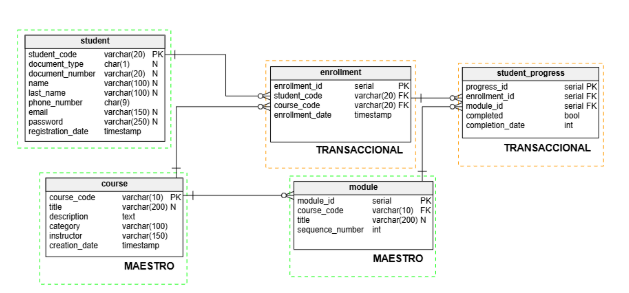 student
student_code varchar(20) PK
document_type char(1) N
document_number varchar(20) N
name varchar(100) N
last_name varchar(100) N
phone_number char(9)
email varchar(150) N
password varchar(250) N
registration_date timestamp
enrollment
enrollment_id serial PK
student_code varchar(20) FK
course_code varchar(20) FK
enrollment_date timestamp
TRANSACCIONAL
student_progress
progress_id serial PK
enrollment_id serial FK
module_id serial FK
completed bool
completion_date int
TRANSACCIONAL
course
course_code varchar(10) PK
title varchar(200) N
description text
category varchar(100)
instructor varchar(150)
creation_date timestamp
MAESTRO
module
module_id serial PK
course_code varchar(10) FK
title varchar(200) N
sequence_number int
MAESTRO